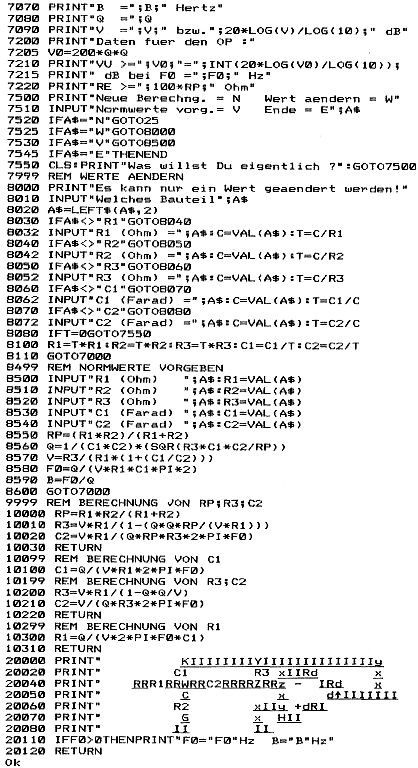 7070 PRINT"B  =";B;" Hertz"
7080 PRINT"Q  =";Q
7090 PRINT"V  =";V;" bzw.";20*LOG(V)/LOG(10);" dB"
7200 PRINT"Daten fuer den OP :"
7205 V0=200*Q*Q
7210 PRINT"VU >=";V0;"=";INT(20*LOG(V0)/LOG(10));
7215 PRINT" dB bei F0 =";F0;" Hz"
7220 PRINT"RE >=";100*RP;" Ohm"
7500 PRINT"Neue Berechng. = N   Wert aendern = W"
7510 INPUT"Normwerte vorg.= V   Ende = E";A$
7520 IFA$="N"GOTO25
7525 IFA$="W"GOTO8000
7530 IFA$="V"GOTO8500
7545 IFA$="E"THENEND
7550 CLS:PRINT"Was willst Du eigentlich ?":GOTO7500
7999 REM WERTE AENDERN
8000 PRINT"Es kann nur ein Wert geaendert werden!"
8010 INPUT"Welches Bauteil";A$
8020 A$=LEFT$(A$,2)
8030 IFA$<>"R1"GOTO8040
8032 INPUT"R1 (Ohm) =";A$:C=VAL(A$):T=C/R1
8040 IFA$<>"R2"GOTO8050
8042 INPUT"R2 (Ohm) =";A$:C=VAL(A$):T=C/R2
8050 IFA$<>"R3"GOTO8060
8052 INPUT"R3 (Ohm) =";A$:C=VAL(A$):T=C/R3
8060 IFA$<>"C1"GOTO8070
8062 INPUT"C1 (Farad) =";A$:C=VAL(A$):T=C1/C
8070 IFA$<>"C2"GOTO8080
8072 INPUT"C2 (Farad) =";A$:C=VAL(A$):T=C2/C
8080 IFT=0GOTO7550
8100 R1=T*R1:R2=T*R2:R3=T*R3:C1=C1/T:C2=C2/T
8110 GOTO7000
8499 REM NORMWERTE VORGEBEN
8500 INPUT"R1 (Ohm)   ";A$:R1=VAL(A$)
8510 INPUT"R2 (Ohm)   ";A$:R2=VAL(A$)
8520 INPUT"R3 (Ohm)   ";A$:R3=VAL(A$)
8530 INPUT"C1 (Farad) ";A$:C1=VAL(A$)
8540 INPUT"C2 (Farad) ";A$:C2=VAL(A$)
8550 RP=(R1*R2)/(R1+R2)
8560 Q=1/(C1+C2)*(SQR(R3*C1*C2/RP))
8570 V=R3/(R1*(1+(C1/C2)))
8580 F0=Q/(V*R1*C1*PI*2)
8590 B=F0/Q
8600 GOTO7000
9999 REM BERECHNUNG VON RP;R3;C2
10000 RP=R1*R2/(R1+R2)
10010 R3=V*R1/(1-(Q*Q*RP/(V*R1)))
10020 C2=V*R1/(Q*RP*R3*2*PI*F0)
10030 RETURN
10099 REM BERECHNUNG VON C1
10100 C1=Q/(V*R1*2*PI*F0)
10199 REM BERECHNUNG VON R3;C2
10200 R3=V*R1/(1-Q*Q/V)
10210 C2=V/(Q*R3*2*PI*F0)
10220 RETURN
10299 REM BERECHNUNG VON R1
10300 R1=Q/(V*2*PI*F0*C1)
10310 RETURN
20000 PRINT"         KIIIIIIIYIIIIIIIIIIIIIy
20020 PRINT"        C1       R3 xIIRd      x
20040 PRINT"   RRR1RRWRRC2RRRRZRRz -  IRd   x
20050 PRINT"      C             x    d↑IIIIIII
20060 PRINT"      R2         xIIy +dRI
20070 PRINT"      G          x  HII
20080 PRINT"      II         II
20110 IFF0>0THENPRINT"F0="F0"Hz  B="B"Hz"
20120 RETURN
Ok